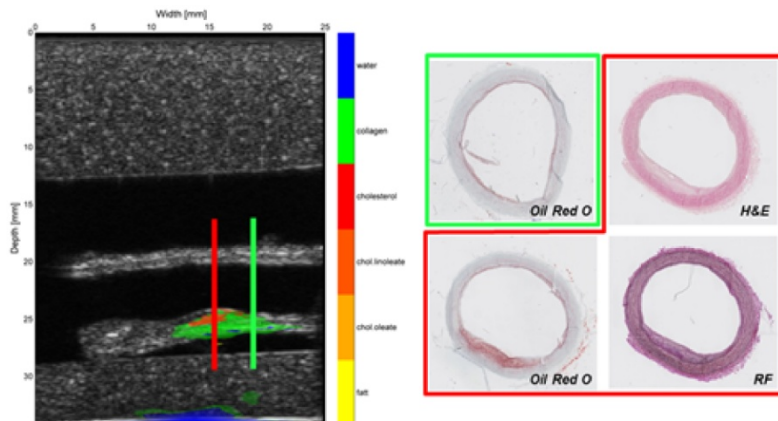 Width [mm]
0 5 10 15 20 25
Depth [mm]
0
5
10
15
20
25
30
water
collagen
cholesterol
chol.linoleate
chol.oleate
fatt
Oil Red O
H&E
Oil Red O
RF